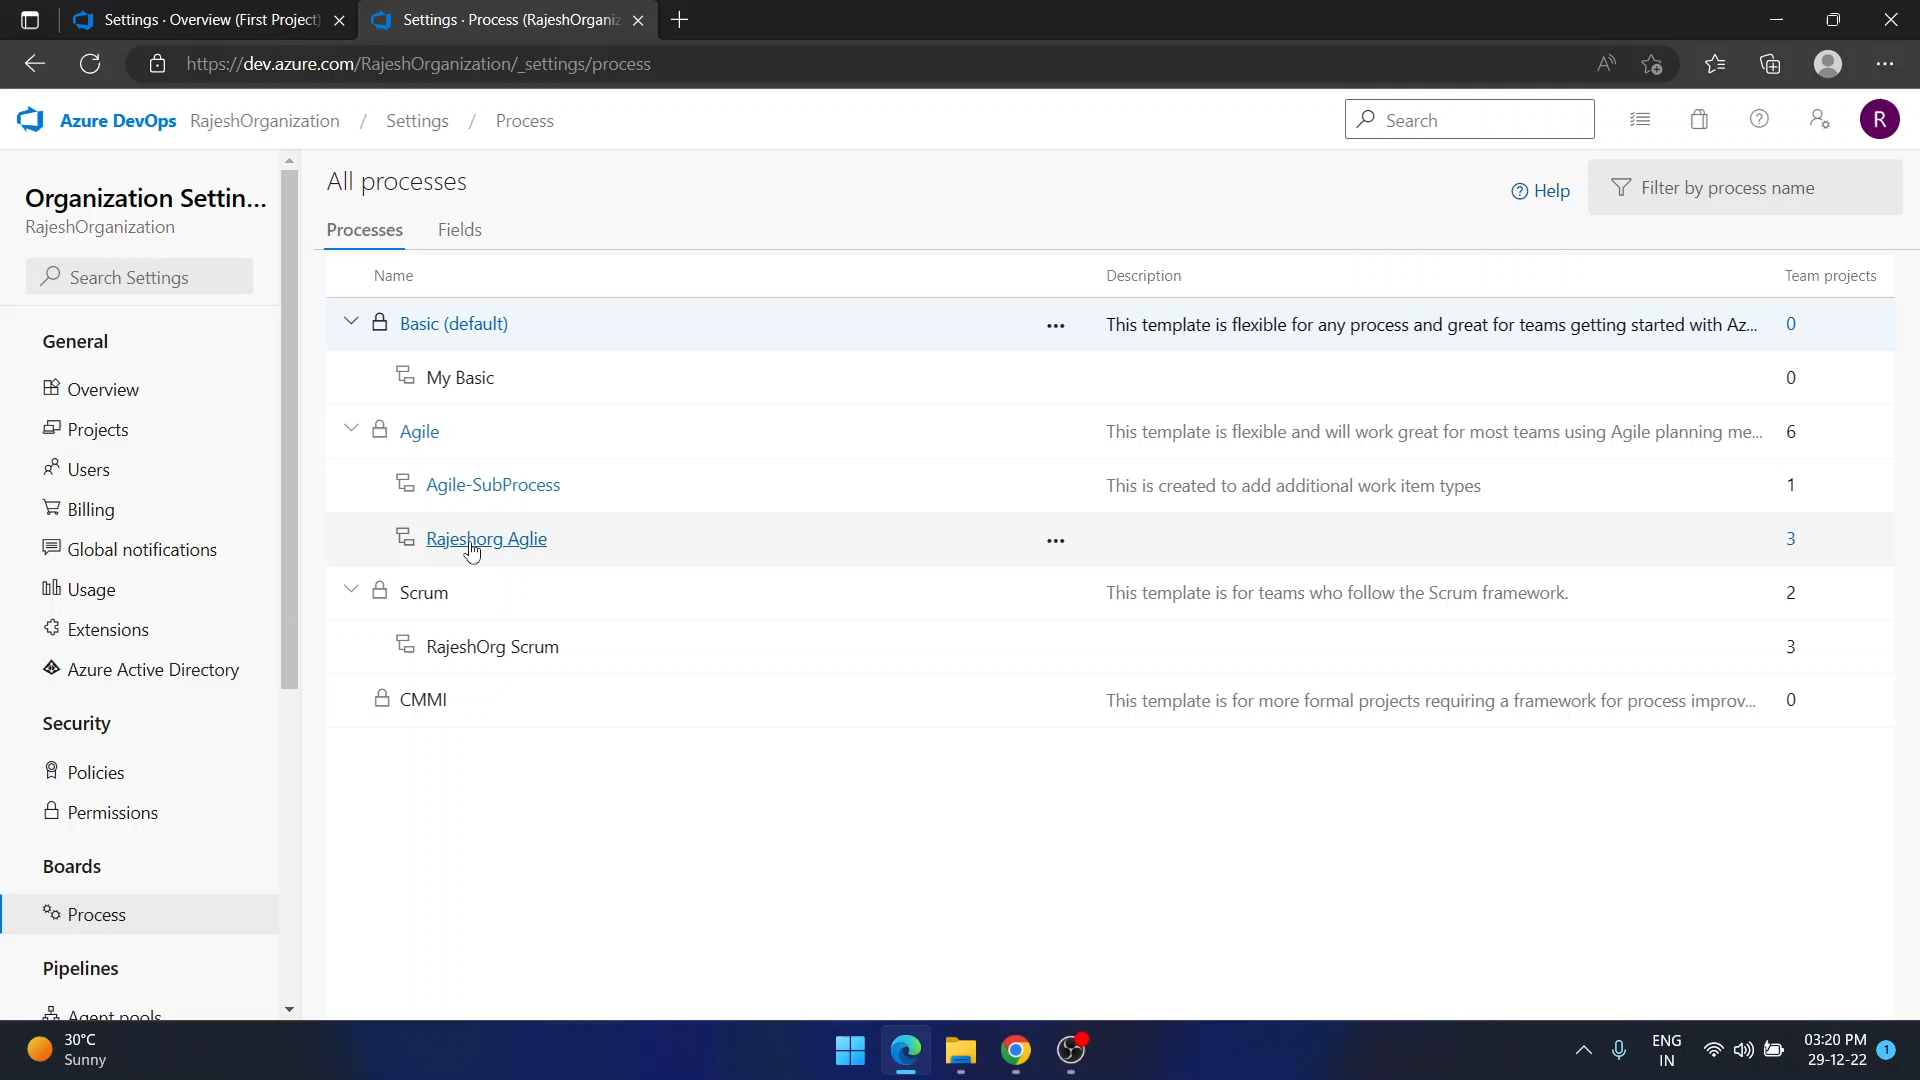 Settings · Overview (First Project)
Settings · Process (RajeshOrganiz
https://dev.azure.com/RajeshOrganization/_settings/process
Azure DevOps RajeshOrganization / Settings / Process
Search
R
Organization Settin...
RajeshOrganization
Search Settings
General
Overview
Projects
Users
Billing
Global notifications
Usage
Extensions
Azure Active Directory
Security
Policies
Permissions
Boards
Process
Pipelines
Agent pools
All processes
Help
Filter by process name
Processes Fields
Name Description Team projects
Basic (default) ... This template is flexible for any process and great for teams getting started with Az... 0
My Basic 0
Agile This template is flexible and will work great for most teams using Agile planning me... 6
Agile-SubProcess This is created to add additional work item types 1
Rajeshorg Aglie ... 3
Scrum This template is for teams who follow the Scrum framework. 2
RajeshOrg Scrum 3
CMMI This template is for more formal projects requiring a framework for process improv... 0
30°C
Sunny
ENG
IN
03:20 PM
29-12-22
1